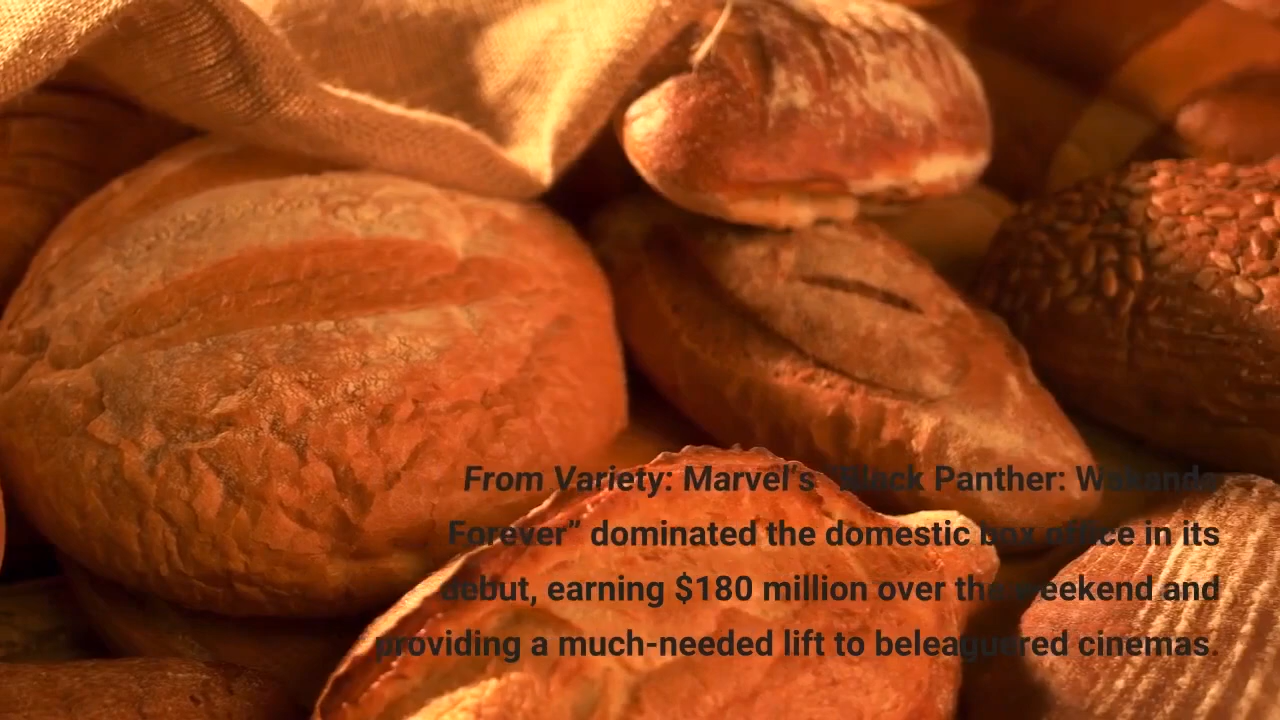 From Variety: Marvel’s “Black Panther: Wakanda
Forever” dominated the domestic box office in its
debut, earning $180 million over the weekend and
providing a much-needed lift to beleaguered cinemas.